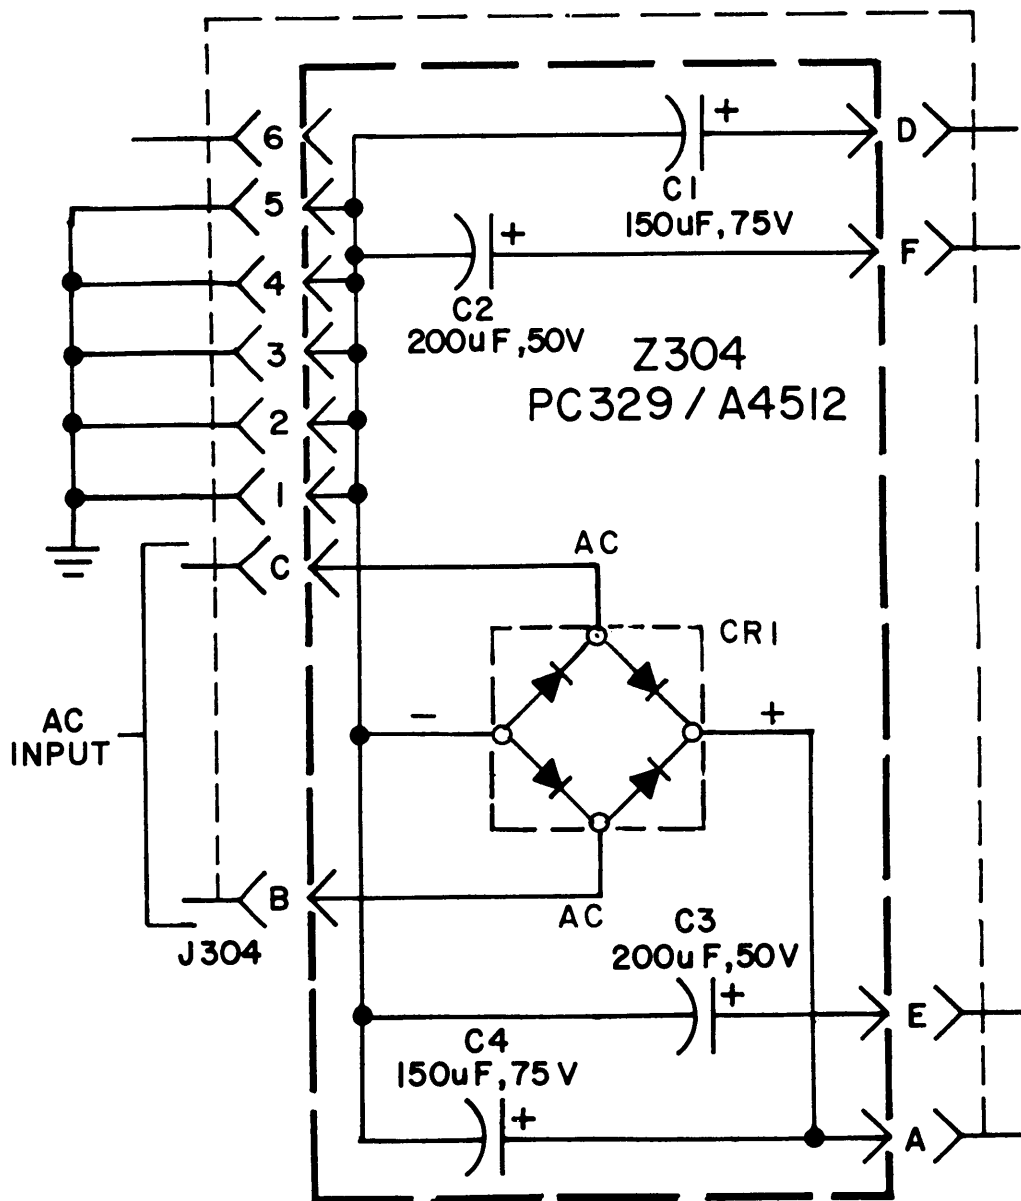 6
+
D
5
C1
150uF, 75V
+
F
4
C2
200uF, 50V
3
Z304
PC329 / A4512
2
1
AC
C
CR1
AC
INPUT
−
+
B
AC
J304
C3
200uF, 50V
+
E
C4
150uF, 75V
+
A